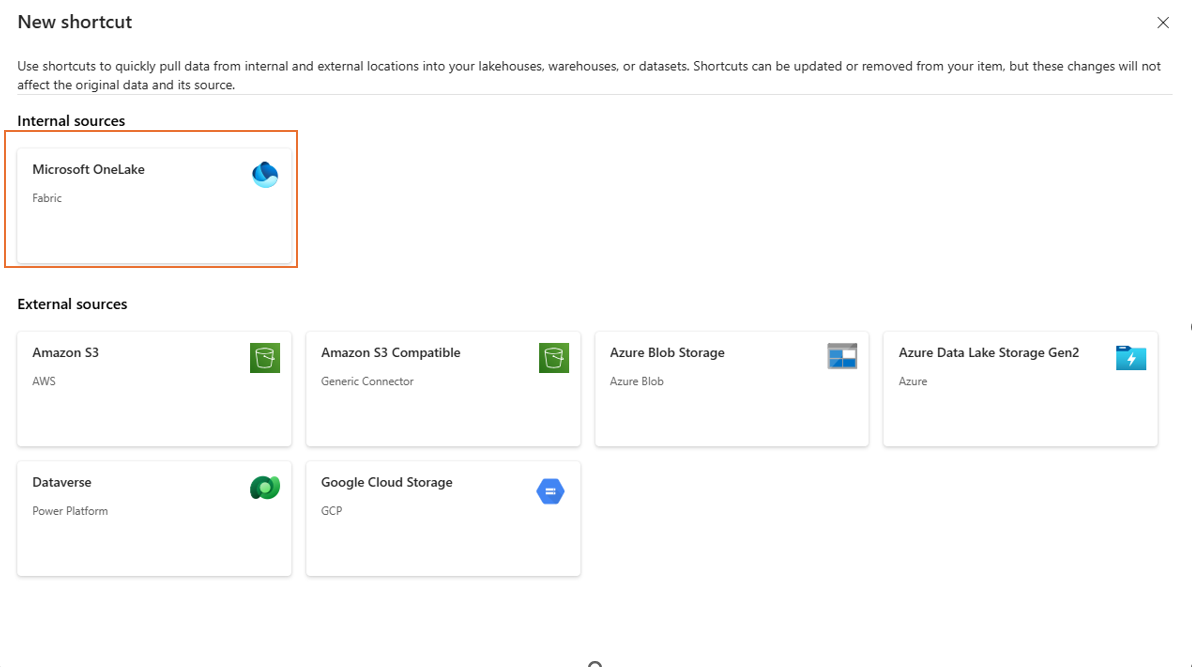 New shortcut
Use shortcuts to quickly pull data from internal and external locations into your lakehouses, warehouses, or datasets. Shortcuts can be updated or removed from your item, but these changes will not
affect the original data and its source.
Internal sources
Microsoft OneLake
Fabric
External sources
Amazon S3
AWS
Amazon S3 Compatible
Generic Connector
Azure Blob Storage
Azure Blob
Azure Data Lake Storage Gen2
Azure
Dataverse
Power Platform
Google Cloud Storage
GCP